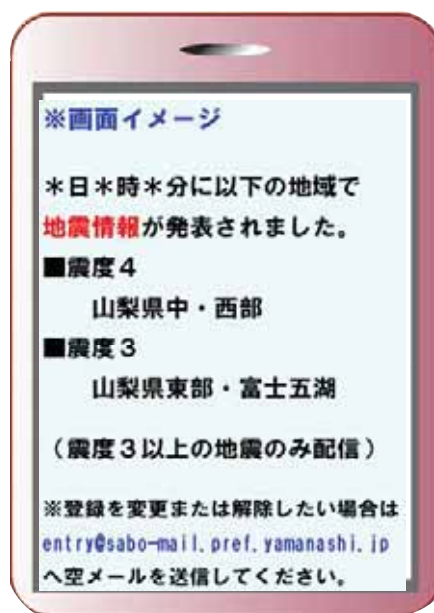 ※画面イメージ
＊日＊時＊分に以下の地域で
地震情報が発表されました。
■震度４
山梨県中・西部
■震度３
山梨県東部・富士五湖
（震度３以上の地震のみ配信）
※登録を変更または解除したい場合は
entry@sabo-mail.pref.yamanashi.jp
へ空メールを送信してください。